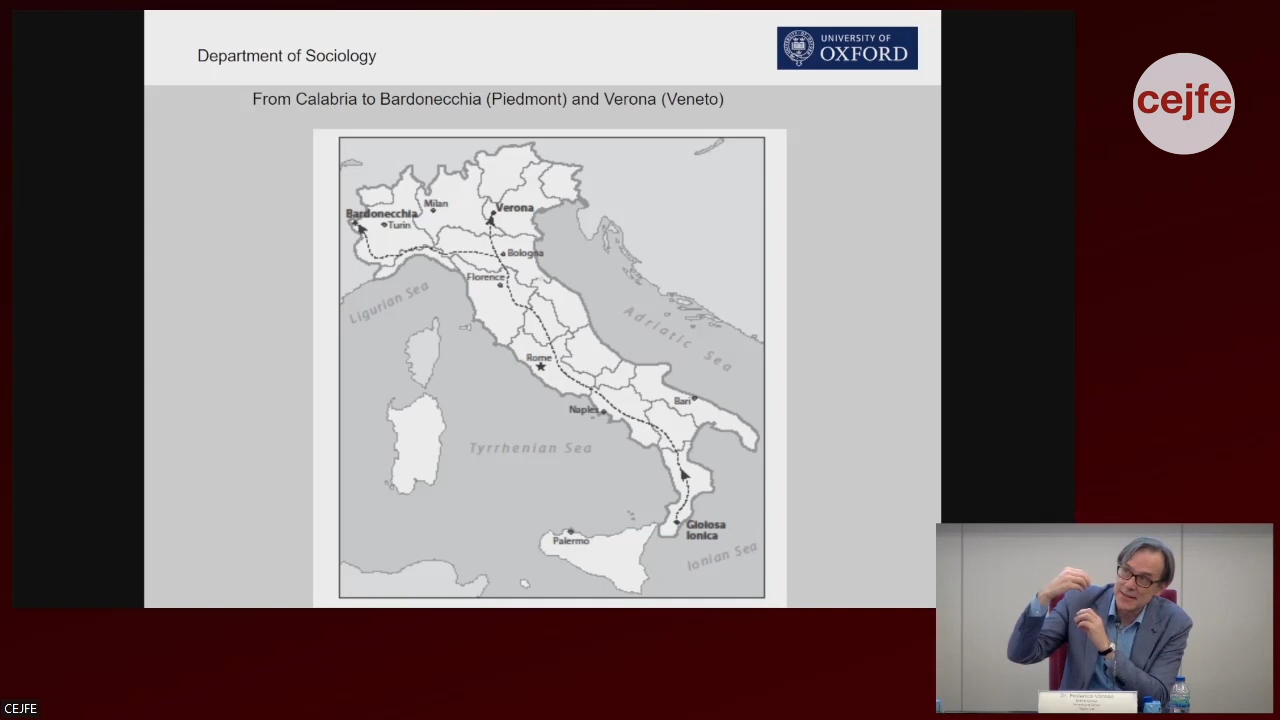 Department of Sociology
UNIVERSITY OF
OXFORD
cejfe
From Calabria to Bardonecchia (Piedmont) and Verona (Veneto)
Milan
Verona
Bardonecchia
Turin
Bologna
Florence
Ligurian Sea
Adriatic Sea
Rome
Bari
Naples
Tyrrhenian Sea
Gioiosa
Ionica
Palermo
Ionian Sea
CEJFE